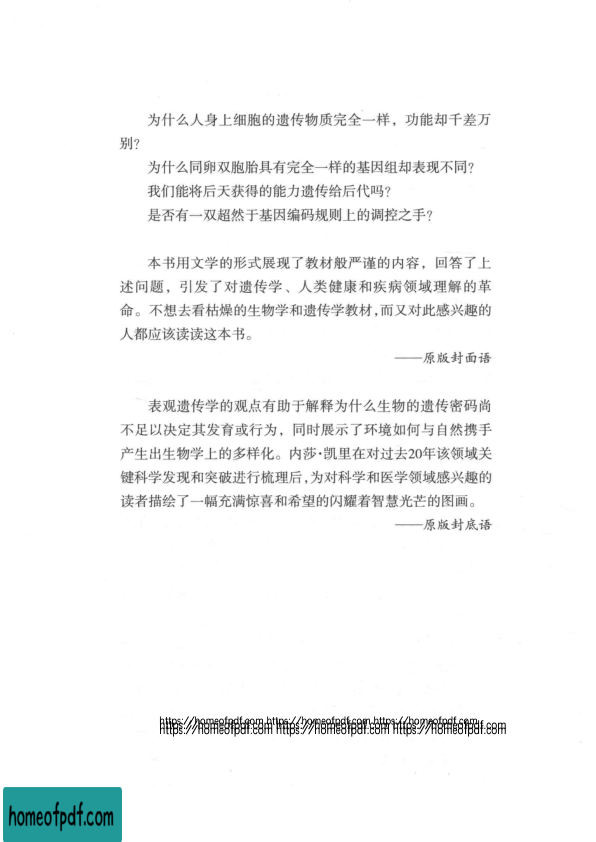 为什么人身上细胞的遗传物质完全一样，功能却千差万
别？
为什么同卵双胞胎具有完全一样的基因组却表现不同？
我们能将后天获得的能力遗传给后代吗？
是否有一双超然于基因编码规则上的调控之手？
本书用文学的形式展现了教材般严谨的内容，回答了上
述问题，引发了对遗传学、人类健康和疾病领域理解的革
命。不想去看枯燥的生物学和遗传学教材，而又对此感兴趣的
人都应该读读这本书。
——原版封面语
表观遗传学的观点有助于解释为什么生物的遗传密码尚
不足以决定其发育或行为，同时展示了环境如何与自然携手
产生出生物学上的多样化。内莎·凯里在对过去20年该领域关
键科学发现和突破进行梳理后，为对科学和医学领域感兴趣的
读者描绘了一幅充满惊喜和希望的闪耀着智慧光芒的图画。
——原版封底语
https://homeofpdf.com https://homeofpdf.com https://homeofpdf.com
https://homeofpdf.com https://homeofpdf.com https://homeofpdf.com
homeofpdf.com